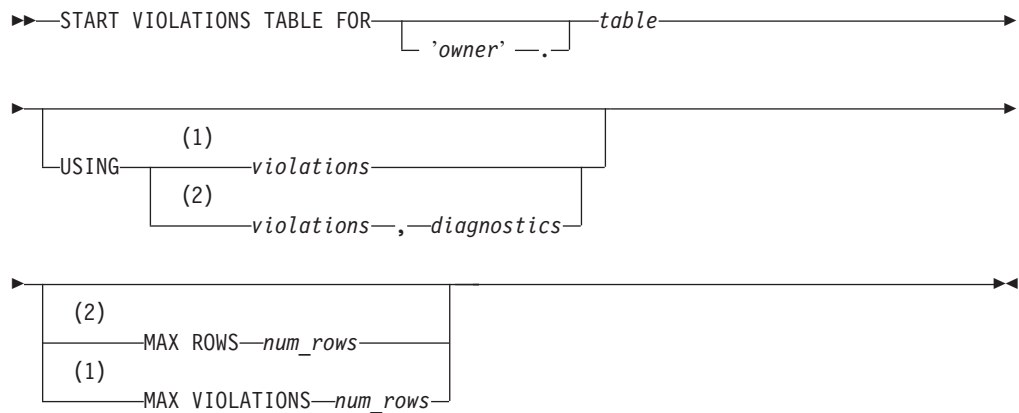 START VIOLATIONS TABLE FOR table
'owner' .
(1)
USING violations
(2)
violations , diagnostics
(2)
MAX ROWS num_rows
(1)
MAX VIOLATIONS num_rows